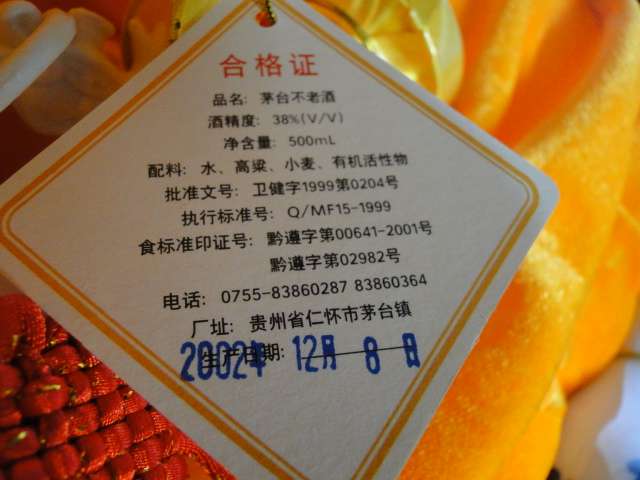 合格证
品名: 茅台不老酒
酒精度: 38%(V/V)
净含量: 500mL
配料: 水、高粱、小麦、有机活性物
批准文号: 卫健字1999第0204号
执行标准号: Q/MF15-1999
食标准印证号: 黔遵字第00641-2001号
黔遵字第02982号
电话: 0755-83860287 83860364
厂址: 贵州省仁怀市茅台镇
生产日期: 2002年 12月 8日